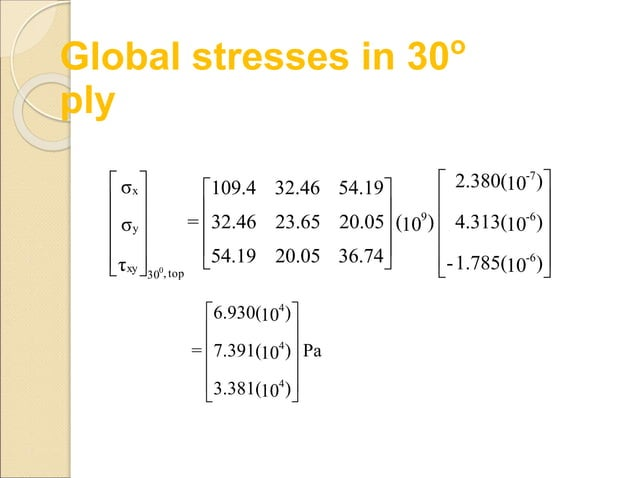 Global stresses in 30º
ply
[σx σy τxy]30⁰,top = [109.4 32.46 54.19
32.46 23.65 20.05
54.19 20.05 36.74] (10⁹) [2.380(10⁻⁷)
4.313(10⁻⁶)
-1.785(10⁻⁶)]
= [6.930(10⁴)
7.391(10⁴)
3.381(10⁴)] Pa